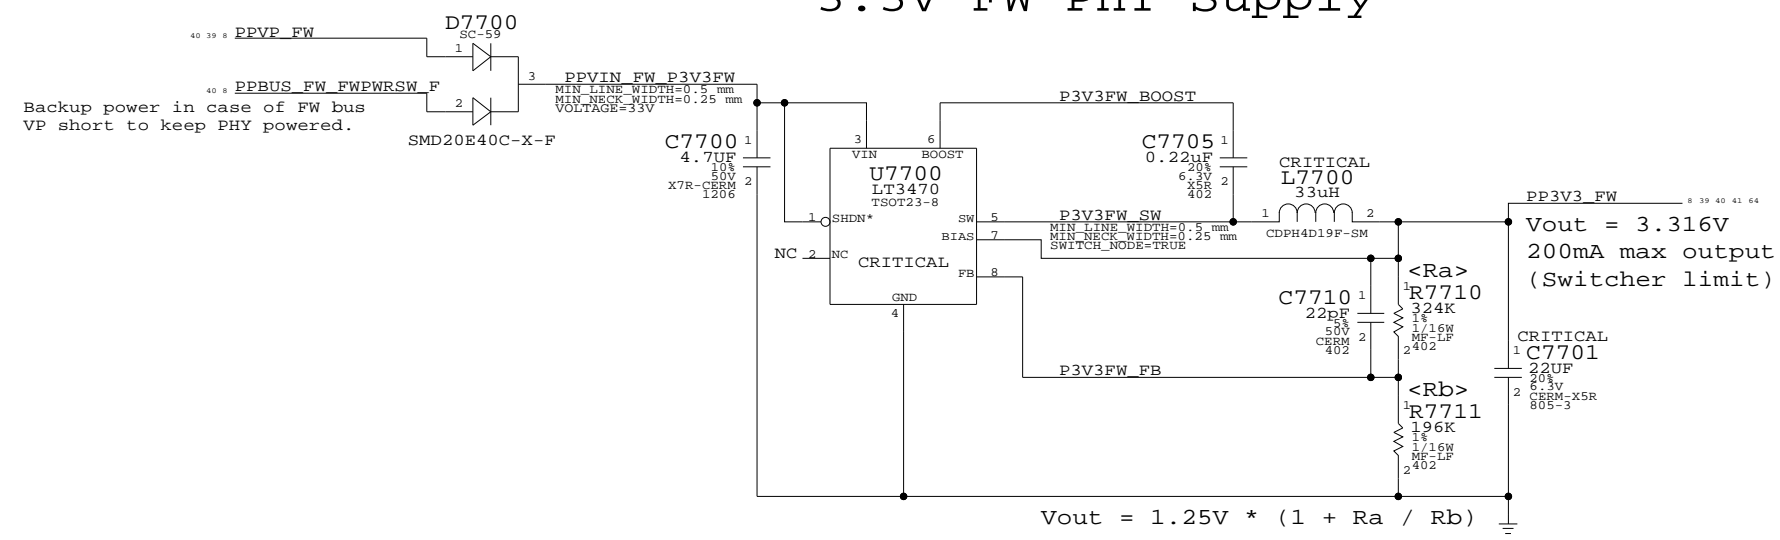 3.3V FW PHY Supply
D7700
SC-59
40 39 8 PPVP_FW
1
40 8 PPBUS_FW_FWPWRSW_F
2
3
PPVIN_FW_P3V3FW
MIN_LINE_WIDTH=0.5 mm
MIN_NECK_WIDTH=0.25 mm
VOLTAGE=33V
Backup power in case of FW bus
VP short to keep PHY powered.
SMD20E40C-X-F
C7700
1
4.7UF
10%
50V
X7R-CERM
1206
2
3
VIN
6
BOOST
U7700
LT3470
TSOT23-8
1
SHDN*
NC 2 NC
CRITICAL
GND
4
SW 5
BIAS 7
FB 8
P3V3FW_BOOST
C7705
1
0.22uF
20%
6.3V
X5R
402
2
P3V3FW_SW
MIN_LINE_WIDTH=0.5 mm
MIN_NECK_WIDTH=0.25 mm
SWITCH_NODE=TRUE
CRITICAL
L7700
33uH
1
2
CDPH4D19F-SM
PP3V3_FW
8 39 40 41 64
Vout = 3.316V
200mA max output
(Switcher limit)
C7710
1
22pF
5%
50V
CERM
402
2
<Ra>
1
R7710
324K
1%
1/16W
MF-LF
402
2
P3V3FW_FB
<Rb>
1
R7711
196K
1%
1/16W
MF-LF
402
2
CRITICAL
1
C7701
22UF
20%
6.3V
CERM-X5R
805-3
2
Vout = 1.25V * (1 + Ra / Rb)